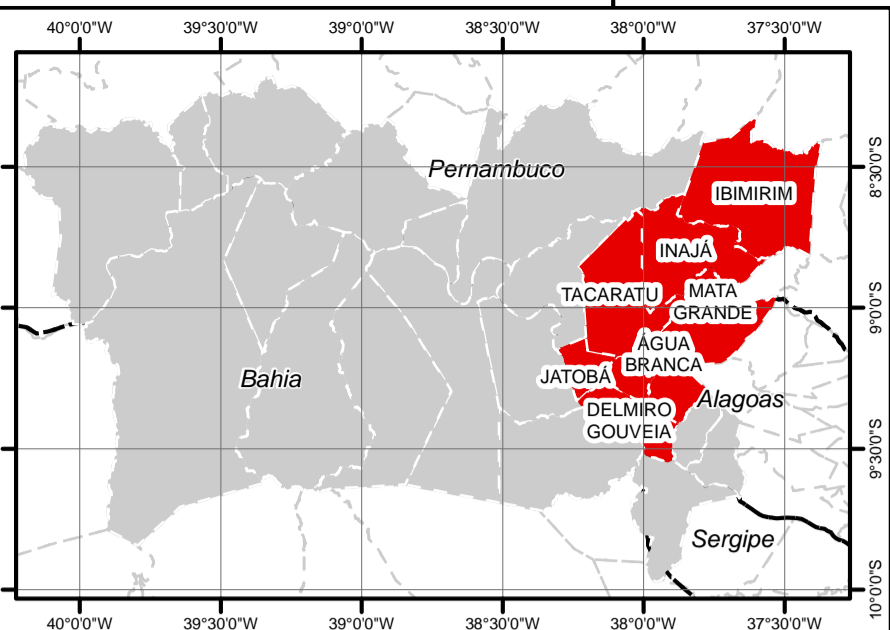 40°0'0"W 39°30'0"W 39°0'0"W 38°30'0"W 38°0'0"W 37°30'0"W
8°30'0"S
Pernambuco
IBIMIRIM
INAJÁ
TACARATU
MATA
GRANDE
9°0'0"S
ÁGUA
BRANCA
JATOBÁ
Bahia
Alagoas
DELMIRO
GOUVEIA
9°30'0"S
Sergipe
10°0'0"S
40°0'0"W 39°30'0"W 39°0'0"W 38°30'0"W 38°0'0"W 37°30'0"W